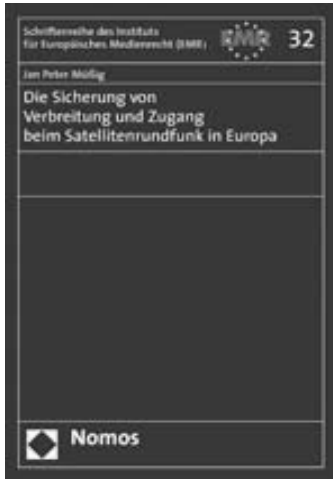 Schriftenreihe des Instituts
für Europäisches Medienrecht (EMR)
EMR
32
Jan Peter Müßig
Die Sicherung von
Verbreitung und Zugang
beim Satellitenrundfunk in Europa
Nomos